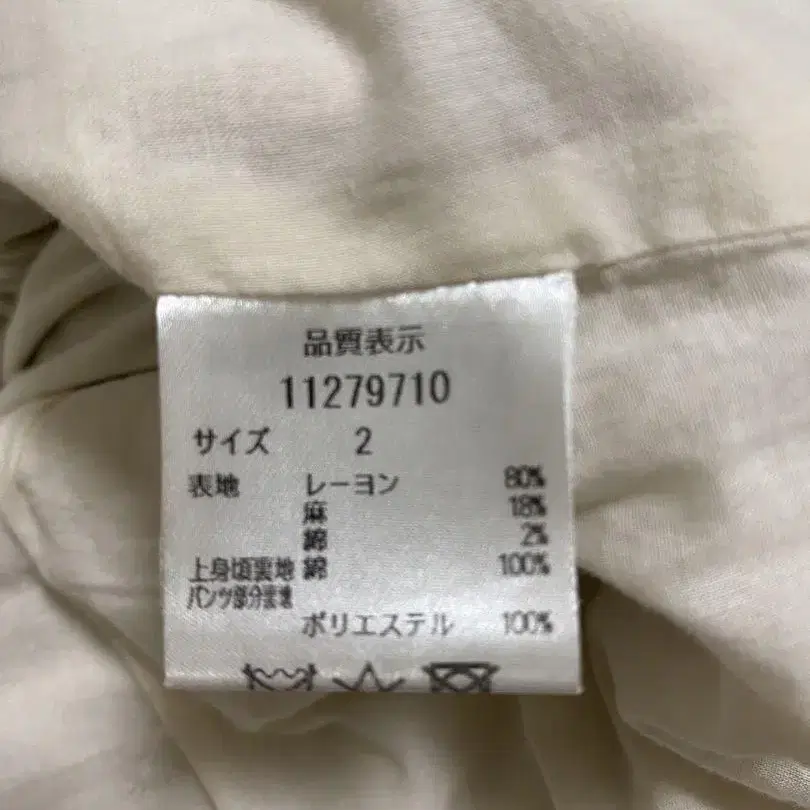 品質表示
11279710
サイズ 2
表地 レーヨン 80%
麻 18%
綿 2%
上身頃裏地 綿 100%
パンツ部分裏地
ポリエステル 100%